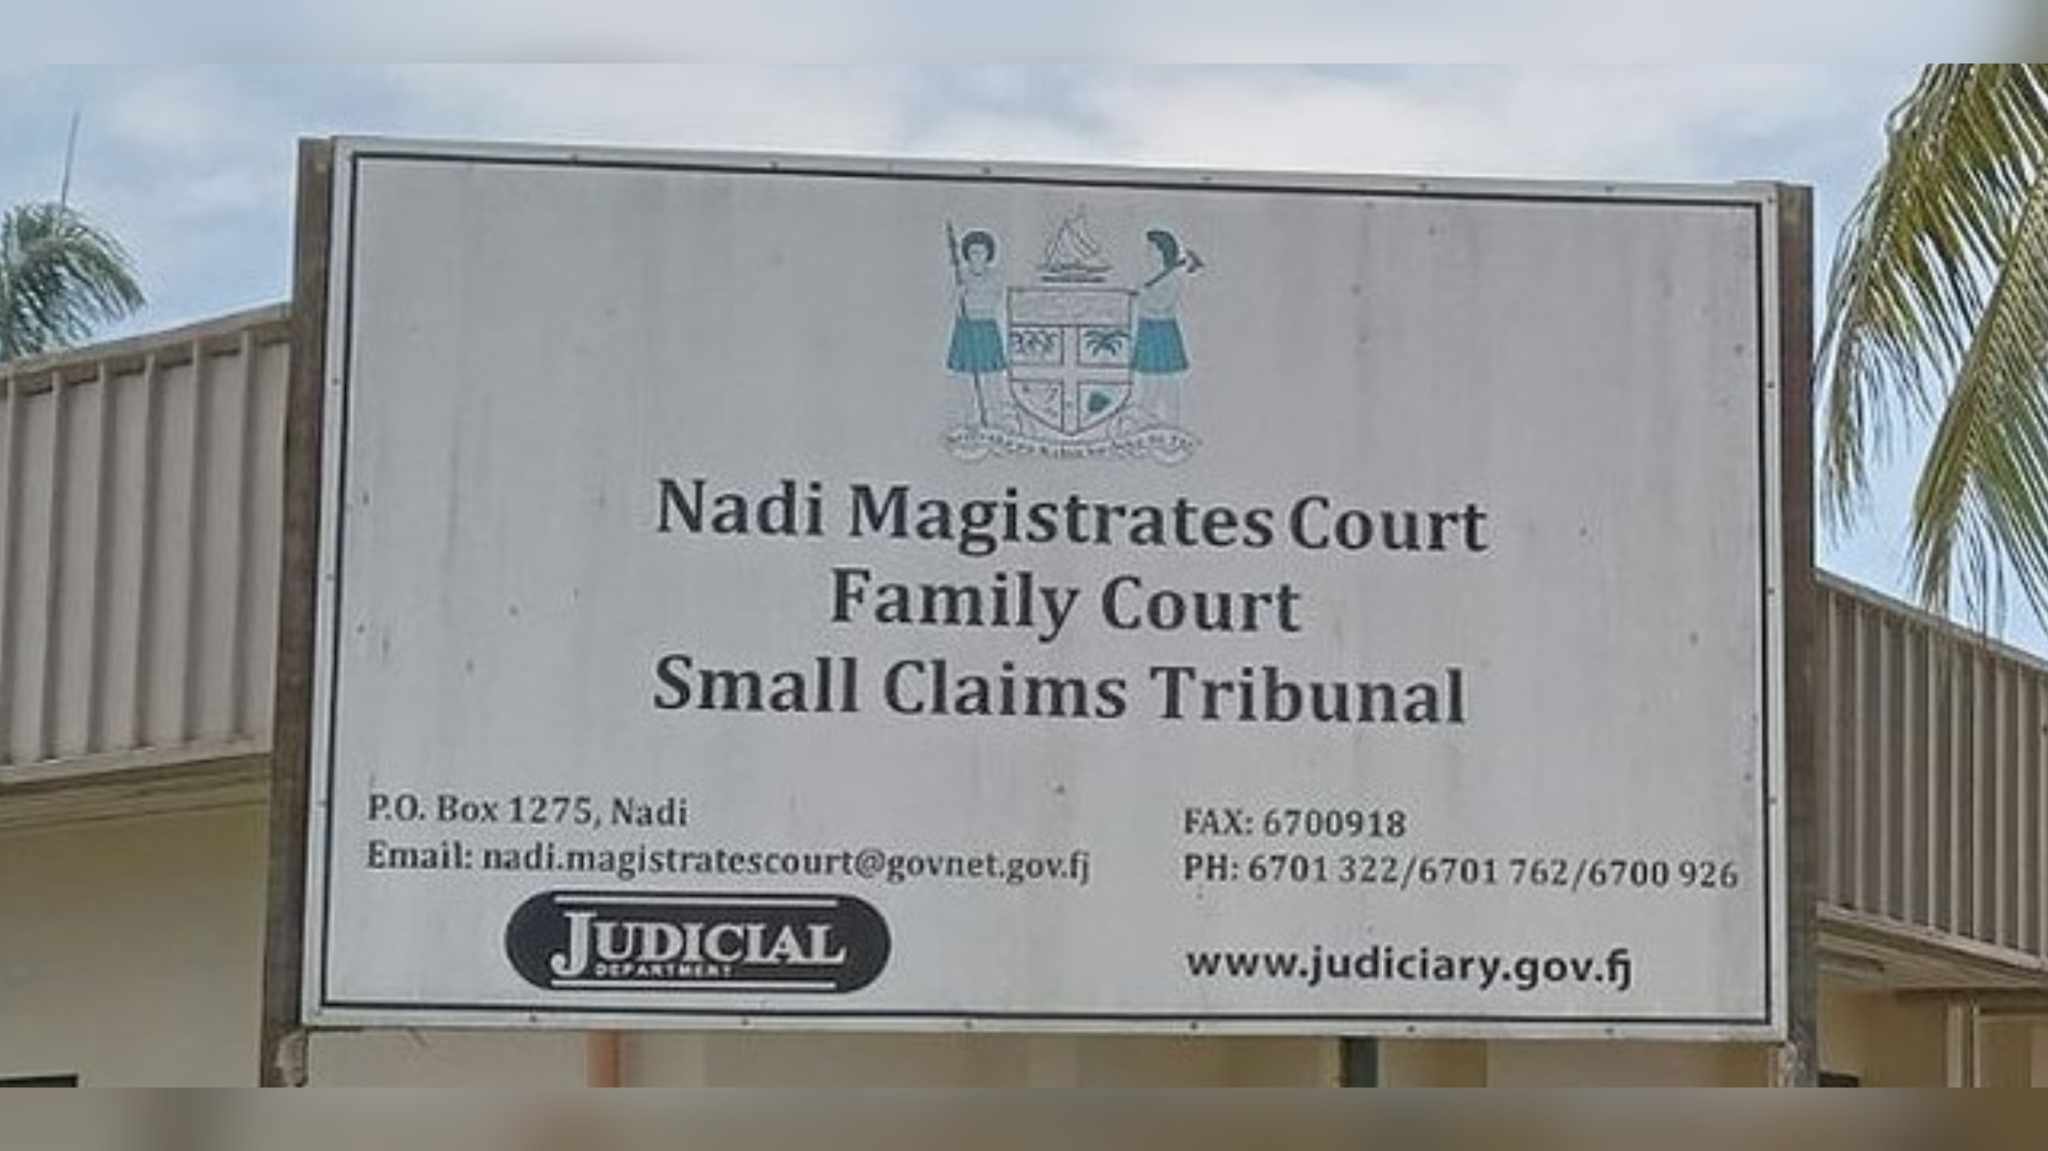 Nadi Magistrates Court
Family Court
Small Claims Tribunal
P.O. Box 1275, Nadi
Email: nadi.magistratescourt@govnet.gov.fj
FAX: 6700918
PH: 6701 322/6701 762/6700 926
JUDICIAL
DEPARTMENT
www.judiciary.gov.fj